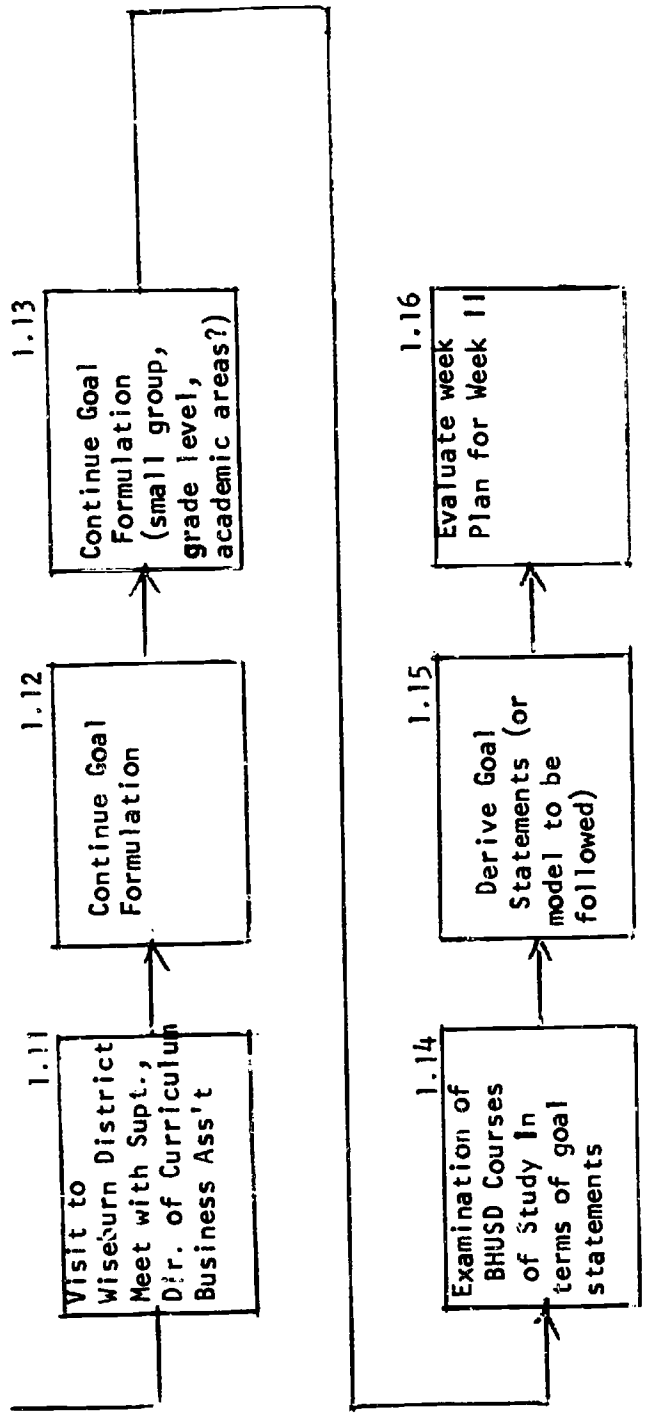 1.11
Visit to
Wiseburn District
Meet with Supt.,
Dir. of Curriculum
Business Ass't
1.12
Continue Goal
Formulation
1.13
Continue Goal
Formulation
(small group,
grade level,
academic areas?)
1.14
Examination of
BHUSD Courses
of Study In
terms of goal
statements
1.15
Derive Goal
Statements (or
model to be
followed)
1.16
Evaluate week
Plan for Week II